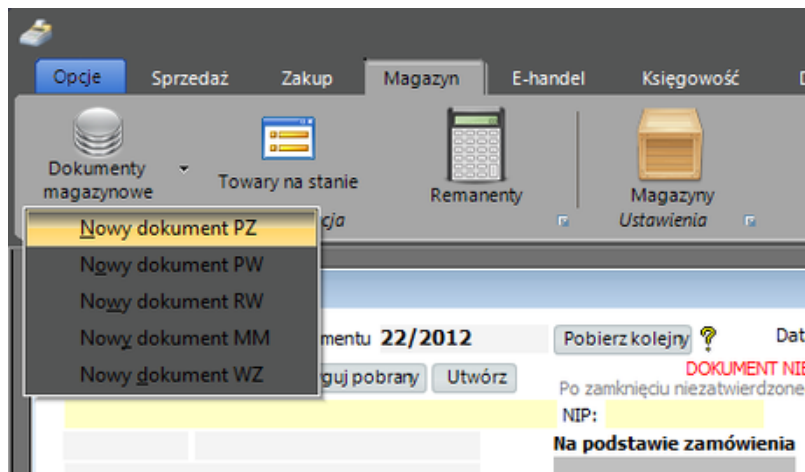 Opcje Sprzedaż Zakup Magazyn E-handel Księgowość
Dokumenty magazynowe
Towary na stanie
Remanenty
Magazyny
Ustawienia
Nowy dokument PZ
Nowy dokument PW
Nowy dokument RW
Nowy dokument MM
Nowy dokument WZ
22/2012 Pobierz kolejny ? Dat
DOKUMENT NIE
Utwórz
pobrany
Po zamknięciu niezatwierdzone
NIP:
Na podstawie zamówienia